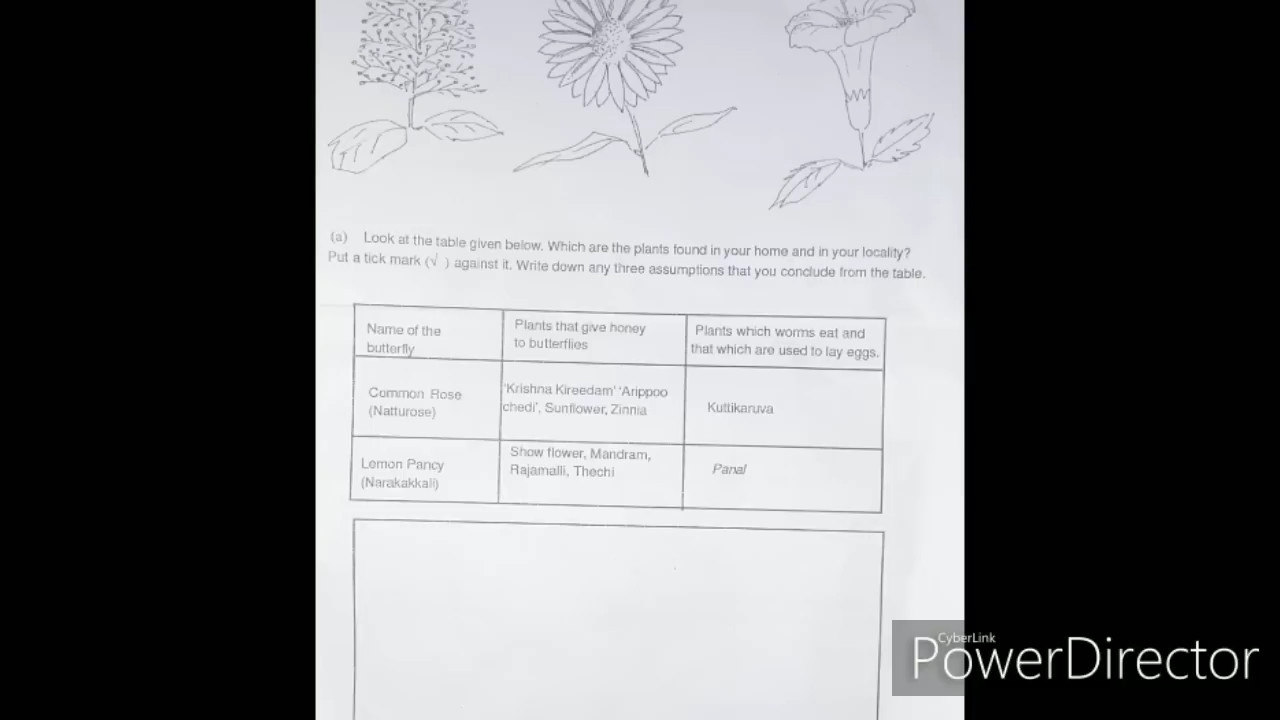 (a) Look at the table given below. Which are the plants found in your home and in your locality?
Put a tick mark (√ ) against it. Write down any three assumptions that you conclude from the table.
Name of the
butterfly
Plants that give honey
to butterflies
Plants which worms eat and
that which are used to lay eggs.
Common Rose
(Natturose)
'Krishna Kireedam' 'Arippoo
chedi', Sunflower, Zinnia
Kuttikaruva
Lemon Pancy
(Narakakkali)
Show flower, Mandram,
Rajamalli, Thechi
Panal
CyberLink
PowerDirector